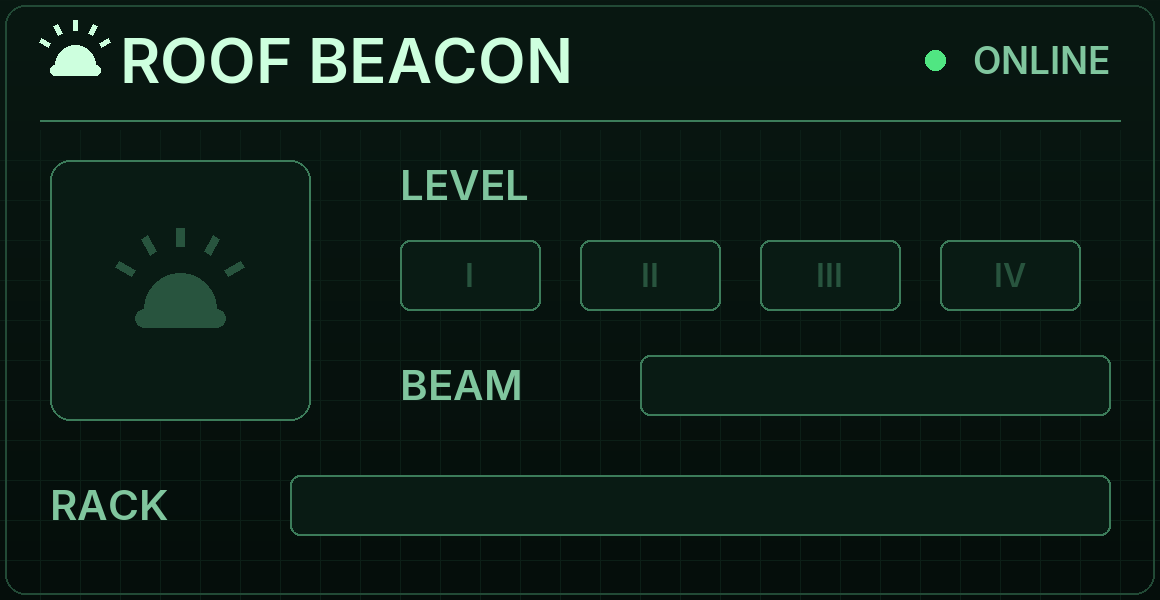 ROOF BEACON
ONLINE
LEVEL
I II III IV
BEAM
RACK